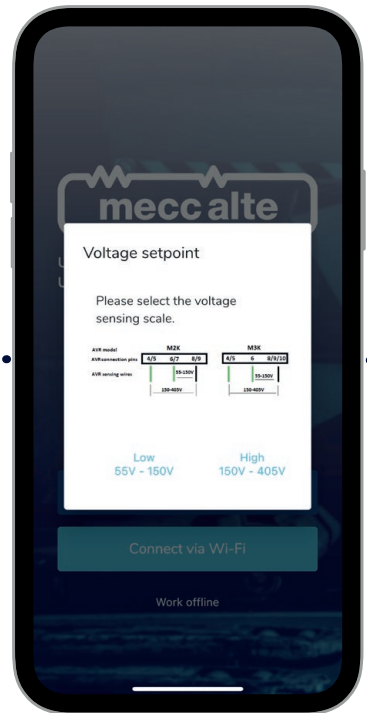 mecc alte
U
U
Voltage setpoint
Please select the voltage
sensing scale.
AVR model M2K M3K
AVR connection pins 4/5 6/7 8/9 4/5 6 8/9/10
AVR sensing wires 55-150V 55-150V
150-405V 150-405V
Low High
55V - 150V 150V - 405V
Connect via Wi-Fi
Work offline